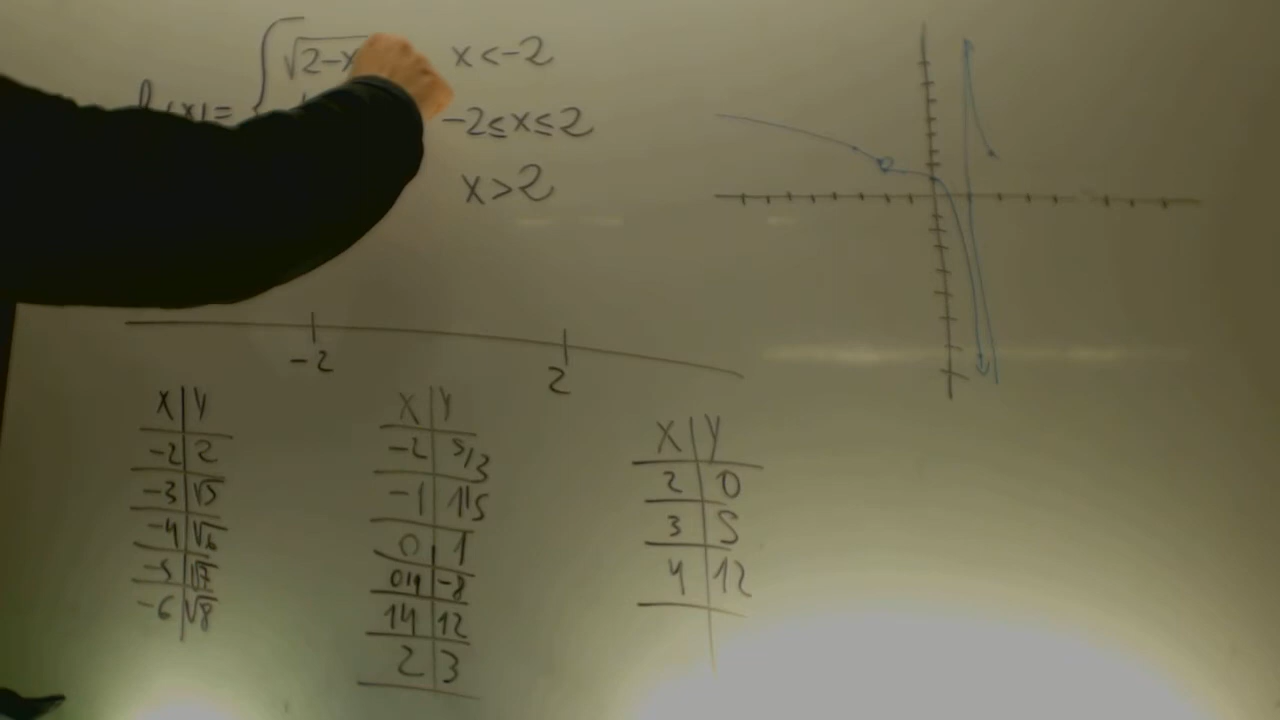 √2-x x<-2
f(x)= -2≤x≤2
x>2
-2 2
X Y
-2 2
-3 √5
-4 √6
-5 √7
-6 √8
X Y
-2 5/3
-1 1'5
0 1
0'9 -8
1'1 12
2 3
X Y
2 0
3 5
4 12